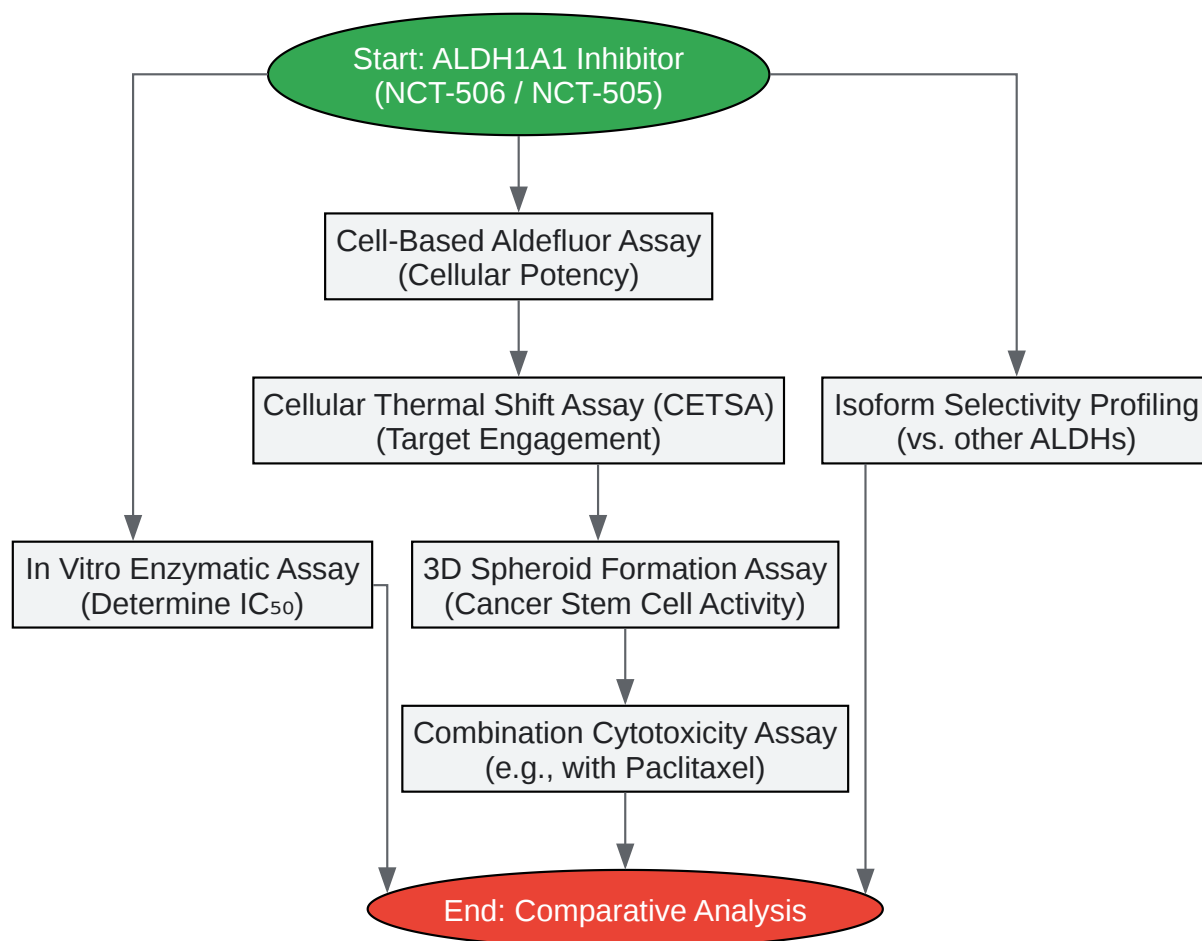 Start: ALDH1A1 Inhibitor
(NCT-506 / NCT-505)
Cell-Based Aldefluor Assay
(Cellular Potency)
Cellular Thermal Shift Assay (CETSA)
(Target Engagement)
Isoform Selectivity Profiling
(vs. other ALDHs)
In Vitro Enzymatic Assay
(Determine IC₅₀)
3D Spheroid Formation Assay
(Cancer Stem Cell Activity)
Combination Cytotoxicity Assay
(e.g., with Paclitaxel)
End: Comparative Analysis